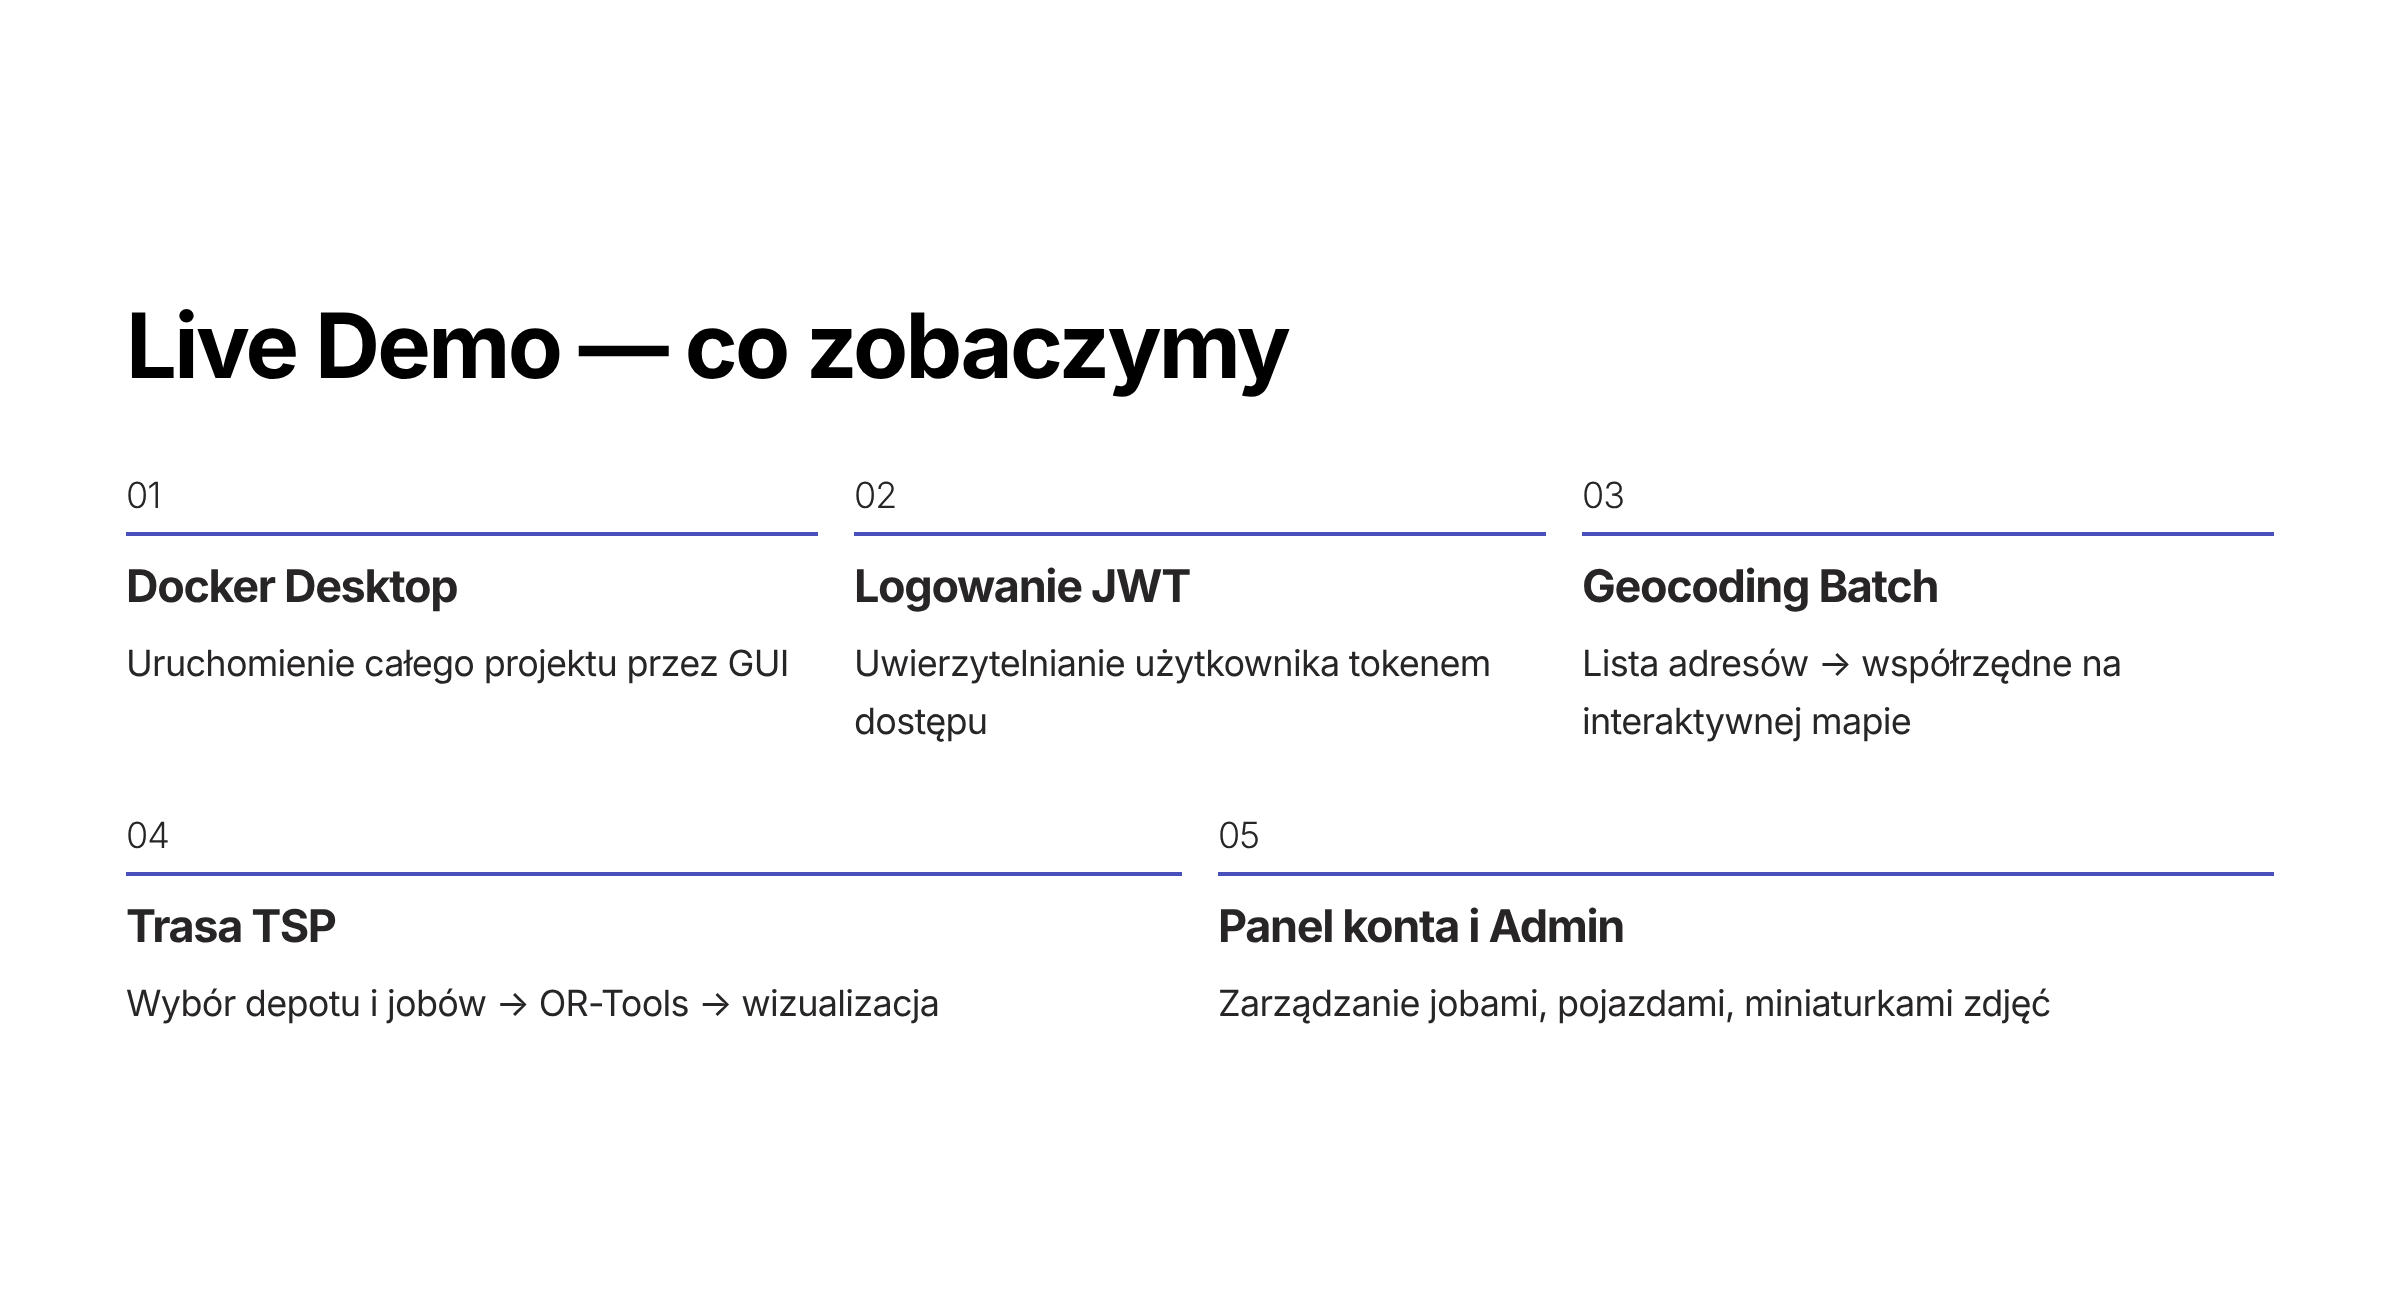 Live Demo — co zobaczymy
01
Docker Desktop
Uruchomienie całego projektu przez GUI
02
Logowanie JWT
Uwierzytelnianie użytkownika tokenem
dostępu
03
Geocoding Batch
Lista adresów → współrzędne na
interaktywnej mapie
04
Trasa TSP
Wybór depotu i jobów → OR-Tools → wizualizacja
05
Panel konta i Admin
Zarządzanie jobami, pojazdami, miniaturkami zdjęć